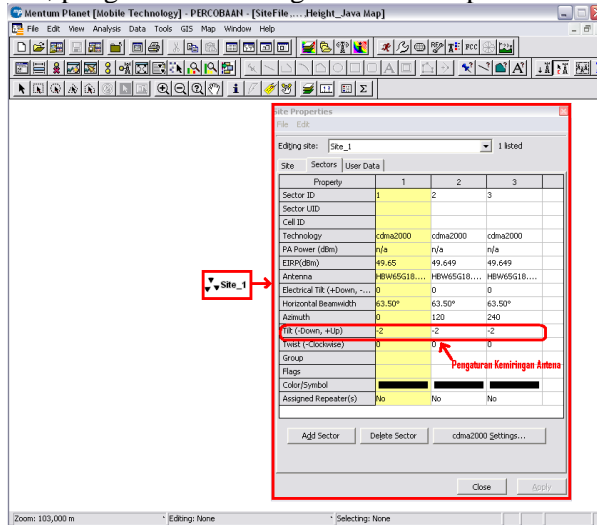 Mentum Planet [Mobile Technology] - PERCOBAAN - [SiteFile,....,Height_Java Map]
File Edit View Analysis Data Tools GIS Map Window Help
PCC
Site Properties
File Edit
Editing site: Site_1 1 listed
Site Sectors User Data
Property 1 2 3
Sector ID 1 2 3
Sector UID
Cell ID
Technology cdma2000 cdma2000 cdma2000
PA Power (dBm) n/a n/a n/a
EIRP(dBm) 49.65 49.649 49.649
Antenna HBW65G18.... HBW65G18.... HBW65G18....
Electrical Tilt (+Down, -... 0 0 0
Horizontal Beamwidth 63.50° 63.50° 63.50°
Azimuth 0 120 240
Tilt (-Down, +Up) -2 -2 -2
Twist (-Clockwise) 0 0 0
Group
Flags
Color/Symbol
Assigned Repeater(s) No No No
Site_1
Pengaturan Kemiringan Antena
Add Sector Delete Sector cdma2000 Settings...
Close Apply
Zoom: 103,000 m Editing: None Selecting: None